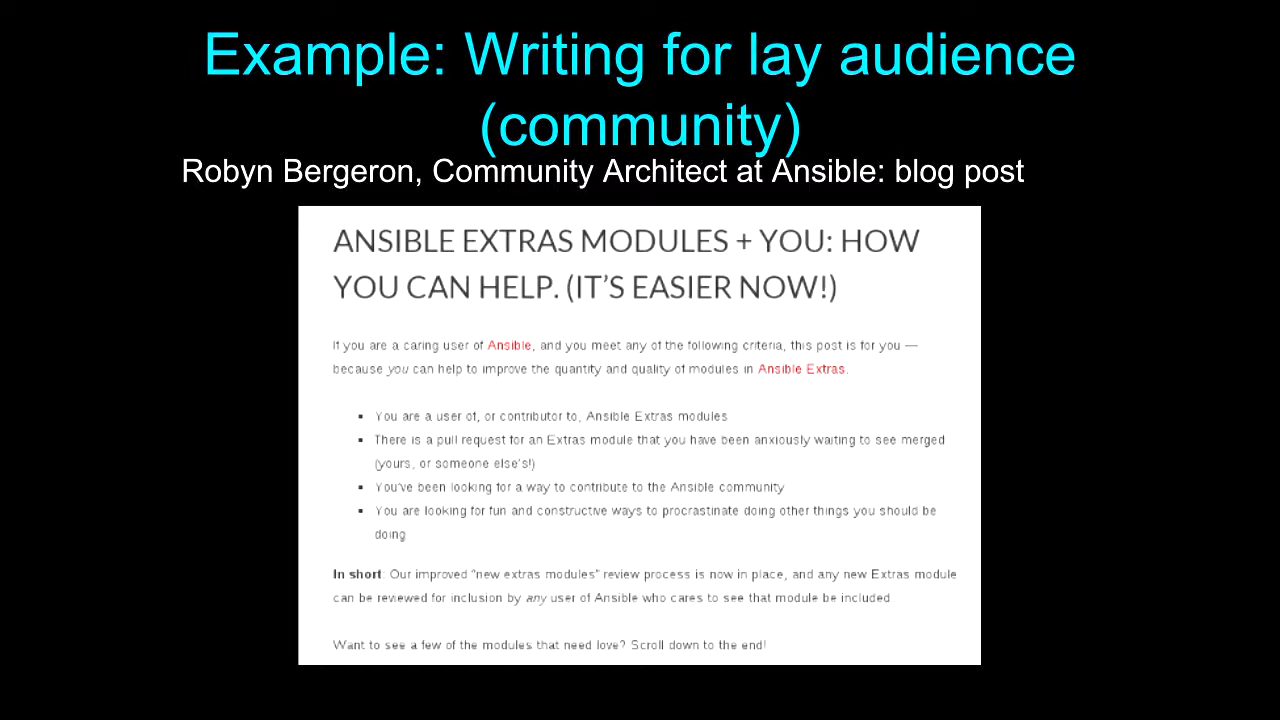 Example: Writing for lay audience
(community)
Robyn Bergeron, Community Architect at Ansible: blog post
ANSIBLE EXTRAS MODULES + YOU: HOW
YOU CAN HELP. (IT'S EASIER NOW!)
If you are a caring user of Ansible, and you meet any of the following criteria, this post is for you —
because you can help to improve the quantity and quality of modules in Ansible Extras.
▪ You are a user of, or contributor to, Ansible Extras modules
▪ There is a pull request for an Extras module that you have been anxiously waiting to see merged
(yours, or someone else's!)
▪ You've been looking for a way to contribute to the Ansible community
▪ You are looking for fun and constructive ways to procrastinate doing other things you should be
doing
In short: Our improved "new extras modules" review process is now in place, and any new Extras module
can be reviewed for inclusion by any user of Ansible who cares to see that module be included
Want to see a few of the modules that need love? Scroll down to the end!